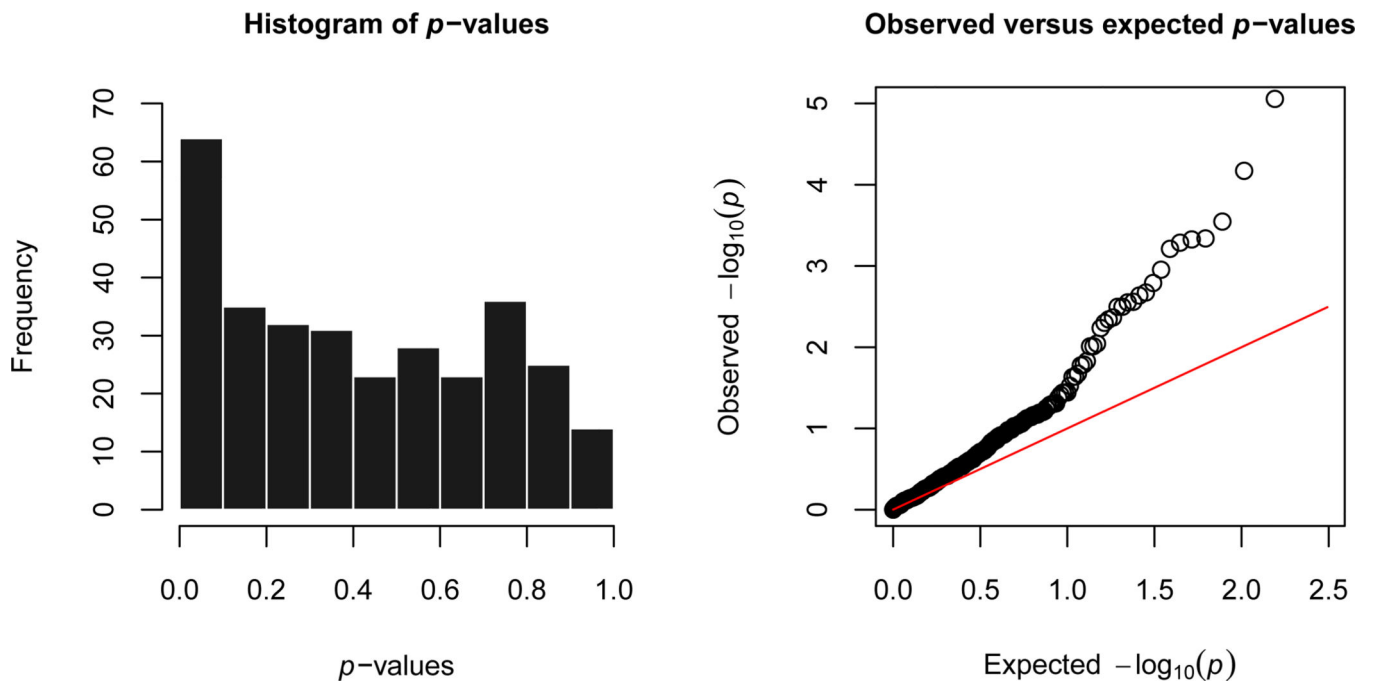 Histogram of p−values
Frequency
0 10 20 30 40 50 60 70
0.0 0.2 0.4 0.6 0.8 1.0
p−values
Observed versus expected p−values
Observed −log₁₀(p)
0 1 2 3 4 5
0.0 0.5 1.0 1.5 2.0 2.5
Expected −log₁₀(p)